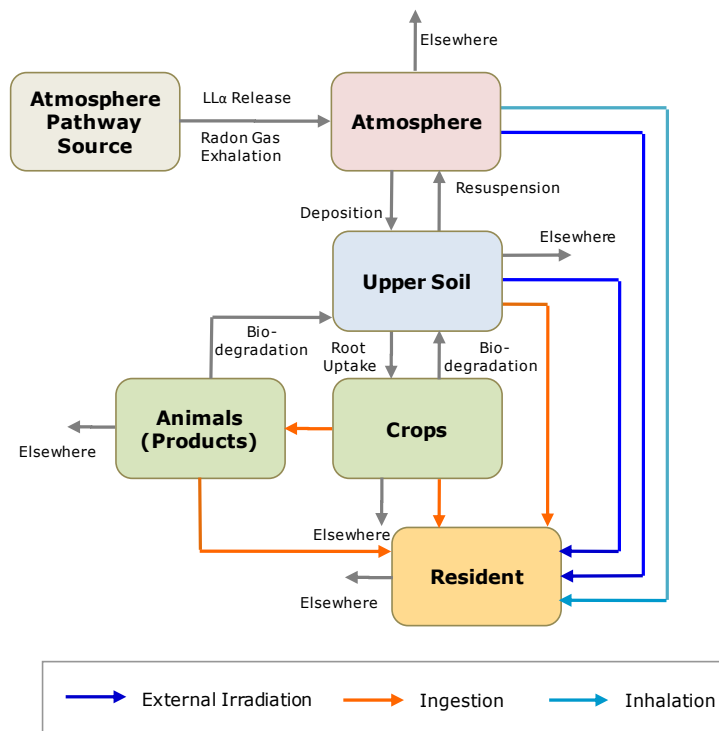 Elsewhere
Atmosphere
Pathway
Source
LLα Release
Radon Gas
Exhalation
Atmosphere
Deposition
Resuspension
Elsewhere
Upper Soil
Bio-
degradation
Root
Uptake
Bio-
degradation
Animals
(Products)
Crops
Elsewhere
Elsewhere
Resident
Elsewhere
External Irradiation
Ingestion
Inhalation